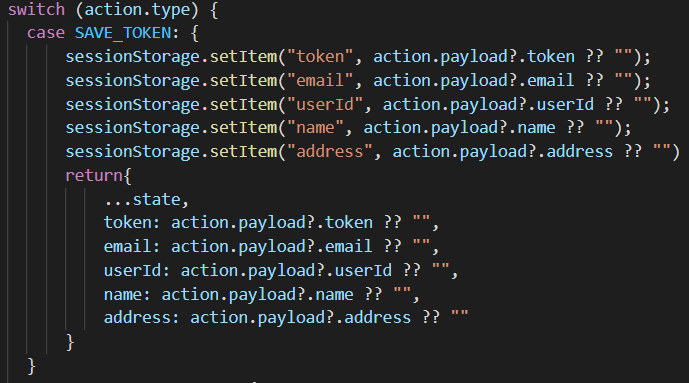 switch (action.type) {
case SAVE_TOKEN: {
sessionStorage.setItem("token", action.payload?.token ?? "");
sessionStorage.setItem("email", action.payload?.email ?? "");
sessionStorage.setItem("userId", action.payload?.userId ?? "");
sessionStorage.setItem("name", action.payload?.name ?? "");
sessionStorage.setItem("address", action.payload?.address ?? "")
return{
...state,
token: action.payload?.token ?? "",
email: action.payload?.email ?? "",
userId: action.payload?.userId ?? "",
name: action.payload?.name ?? "",
address: action.payload?.address ?? ""
}
}